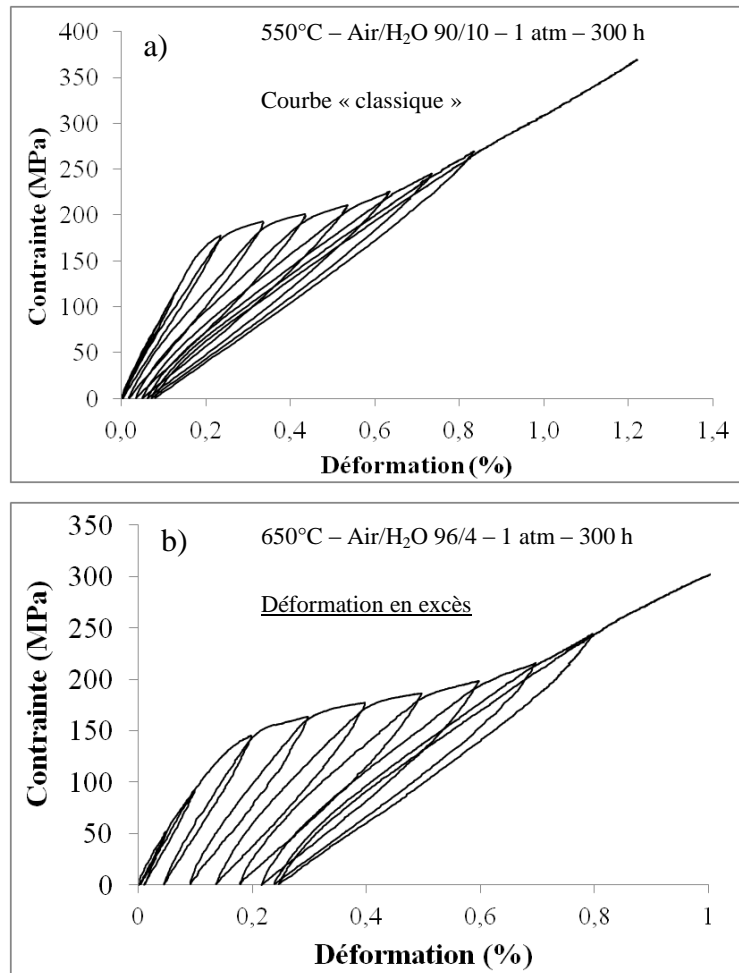 a)
550°C – Air/H₂O 90/10 – 1 atm – 300 h
Courbe « classique »
Contrainte (MPa)
400
350
300
250
200
150
100
50
0
0,0 0,2 0,4 0,6 0,8 1,0 1,2 1,4
Déformation (%)
b)
650°C – Air/H₂O 96/4 – 1 atm – 300 h
Déformation en excès
Contrainte (MPa)
350
300
250
200
150
100
50
0
0 0,2 0,4 0,6 0,8 1
Déformation (%)